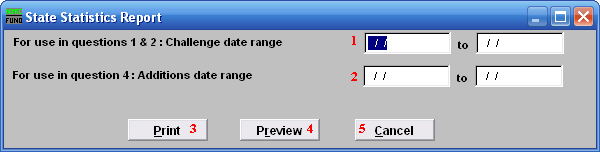 FUND State Statistics Report
For use in questions 1 & 2 : Challenge date range 1 / / to / /
For use in question 4 : Additions date range 2 / / to / /
Print 3 Preview 4 5 Cancel